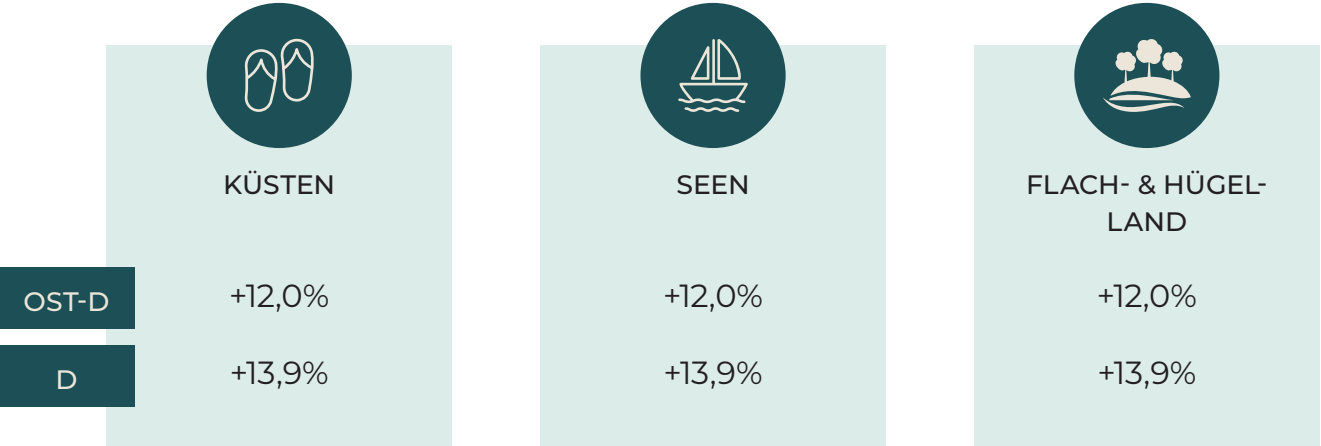 KÜSTEN
SEEN
FLACH- & HÜGEL-
LAND
OST-D +12,0% +12,0% +12,0%
D +13,9% +13,9% +13,9%